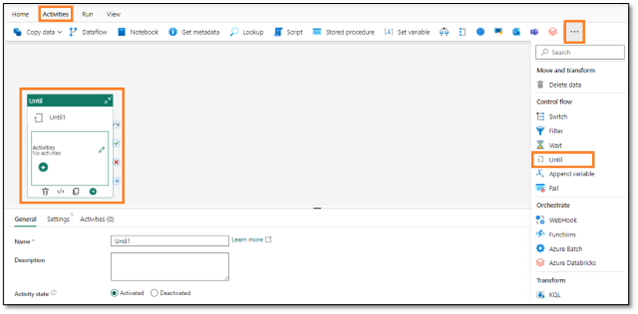 Home Activities Run View
Copy data Dataflow Notebook Get metadata Lookup Script Stored procedure Set variable ...
Search
Move and transform
Delete data
Control flow
Switch
Filter
Wait
Until
Append variable
Fail
Orchestrate
WebHook
Functions
Azure Batch
Azure Databricks
Transform
KQL
Until
Until1
Activities
No activities
General Settings 1 Activities (0)
Name * Until1 Learn more
Description
Activity state Activated Deactivated